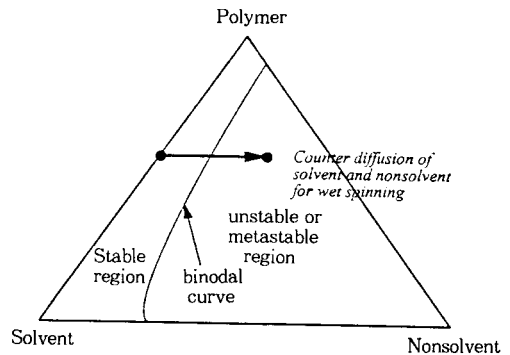 Polymer
Counter diffusion of
solvent and nonsolvent
for wet spinning
unstable or
metastable
region
Stable
region
binodal
curve
Solvent
Nonsolvent